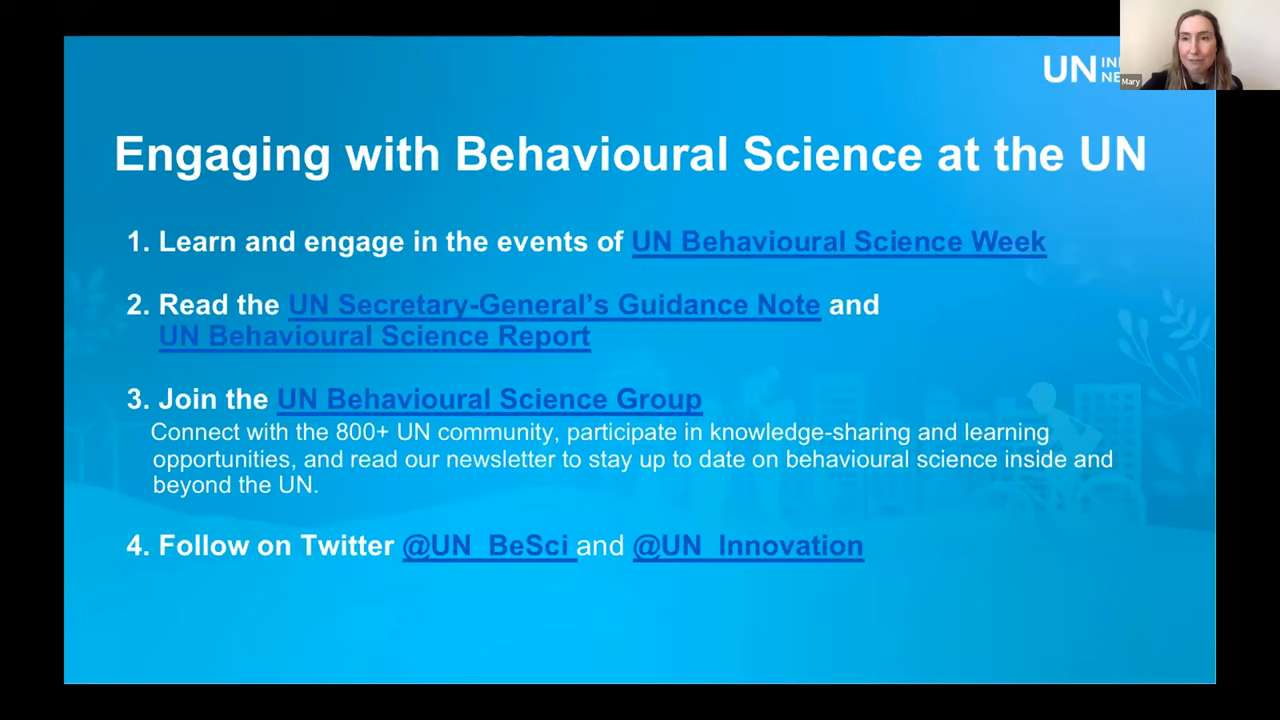 UN
Mary
Engaging with Behavioural Science at the UN
1. Learn and engage in the events of UN Behavioural Science Week
2. Read the UN Secretary-General’s Guidance Note and
UN Behavioural Science Report
3. Join the UN Behavioural Science Group
Connect with the 800+ UN community, participate in knowledge-sharing and learning
opportunities, and read our newsletter to stay up to date on behavioural science inside and
beyond the UN.
4. Follow on Twitter @UN_BeSci and @UN_Innovation